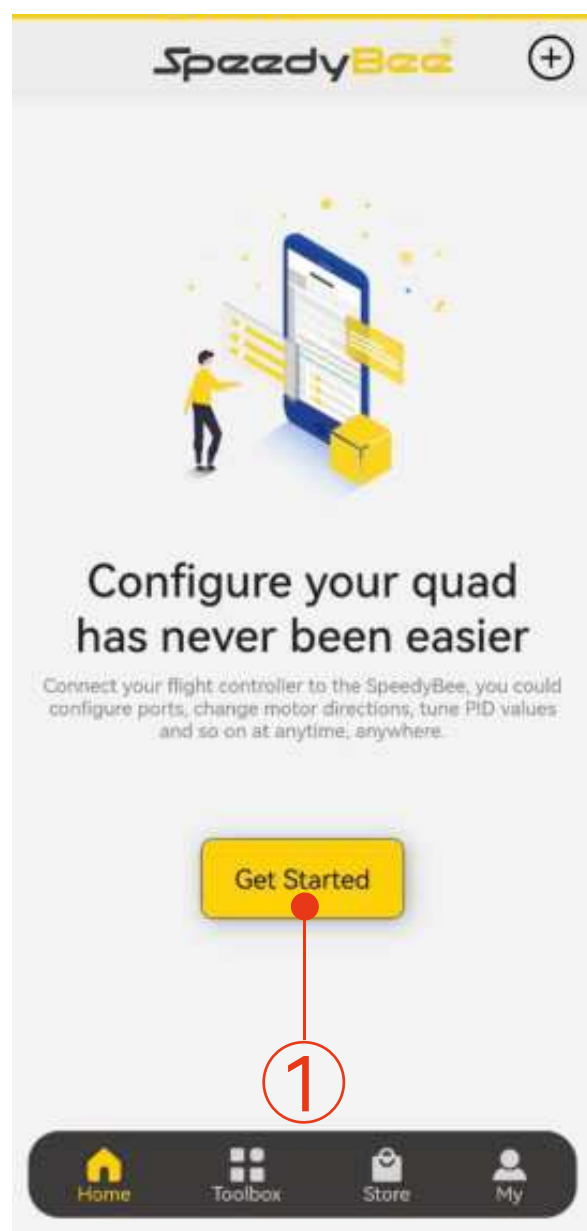 SpeedyBee
Configure your quad
has never been easier
Connect your flight controller to the SpeedyBee, you could
configure ports, change motor directions, tune PID values
and so on at anytime, anywhere.
Get Started
1
Home Toolbox Store My